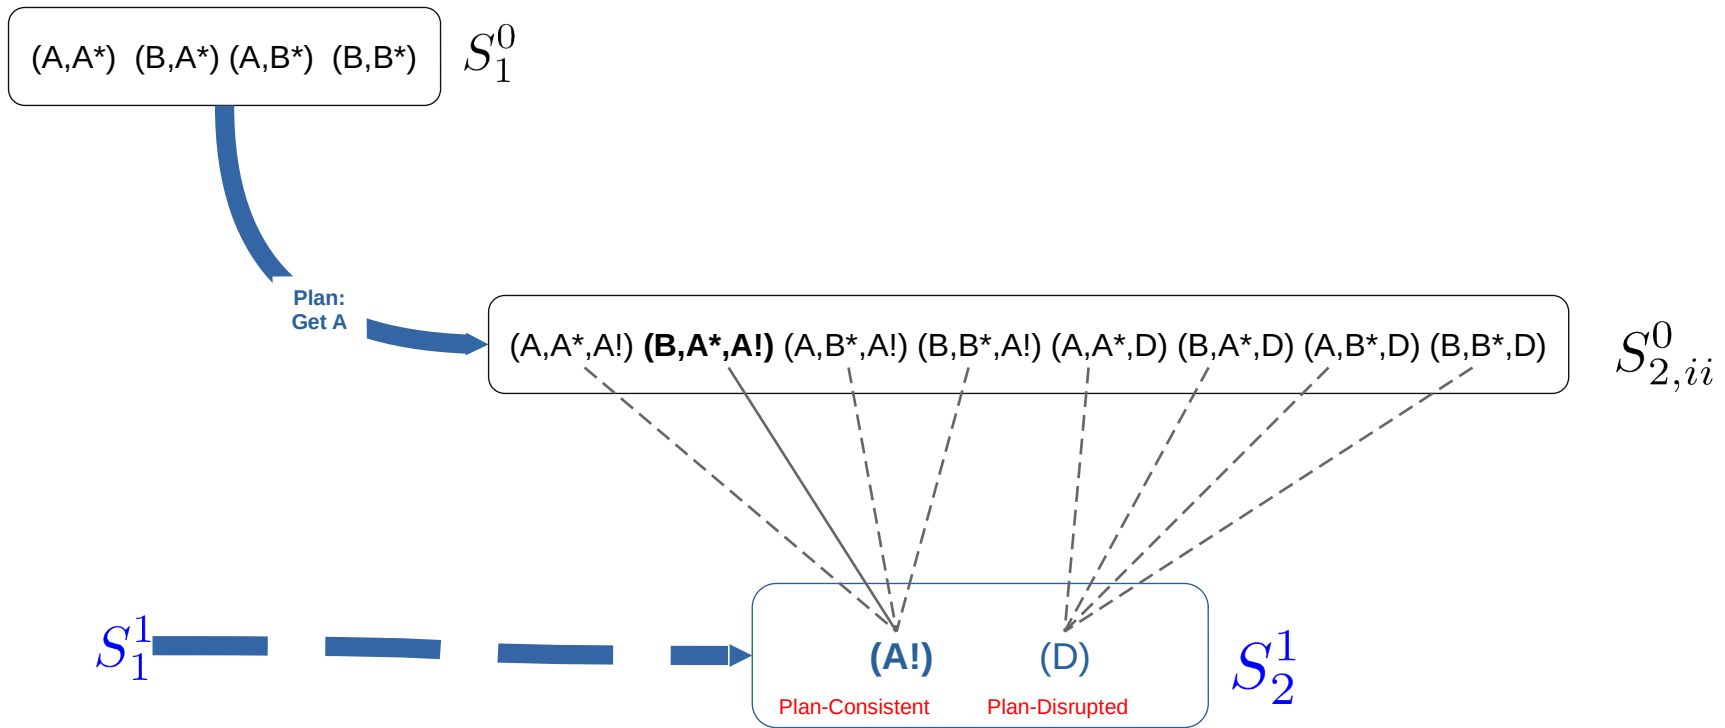 (A,A*) (B,A*) (A,B*) (B,B*) S_1^0
Plan:
Get A
(A,A*,A!) (B,A*,A!) (A,B*,A!) (B,B*,A!) (A,A*,D) (B,A*,D) (A,B*,D) (B,B*,D) S_{2,ii}^0
S_1^1 (A!) (D) S_2^1
Plan-Consistent Plan-Disrupted